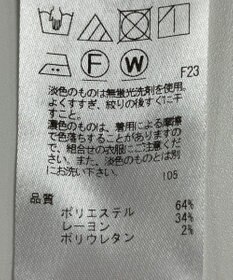 F
W
F23
淡色のものは無蛍光洗剤を使用。
よくすすぎ、絞りの後すぐに干
すこと。
濃色のものは、着用による摩擦
で色落ちすることがありますの
で、組合せの衣服にご注意くださ
い。また、淡色のものとは別
にお洗い下さい。
105
品質
ポリエステル 64%
レーヨン 34%
ポリウレタン 2%